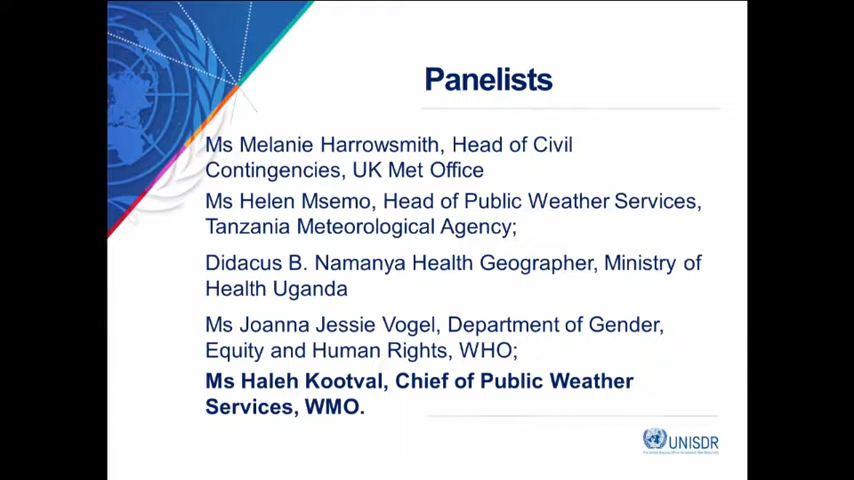 Panelists
Ms Melanie Harrowsmith, Head of Civil
Contingencies, UK Met Office
Ms Helen Msemo, Head of Public Weather Services,
Tanzania Meteorological Agency;
Didacus B. Namanya Health Geographer, Ministry of
Health Uganda
Ms Joanna Jessie Vogel, Department of Gender,
Equity and Human Rights, WHO;
Ms Haleh Kootval, Chief of Public Weather
Services, WMO.
UNISDR